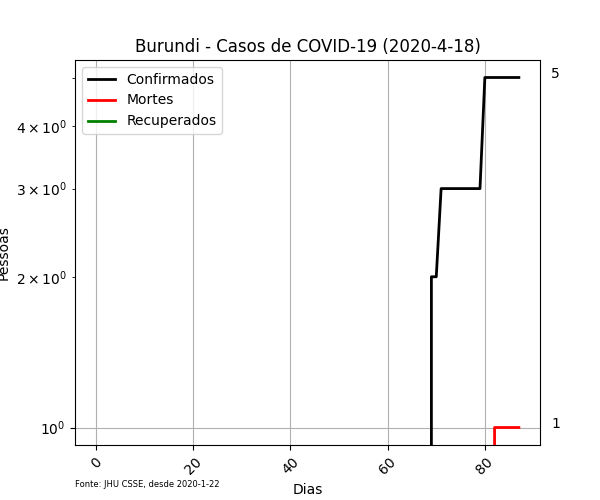 Burundi - Casos de COVID-19 (2020-4-18)
Confirmados
Mortes
Recuperados
5
4 × 10⁰
3 × 10⁰
2 × 10⁰
10⁰
1
Pessoas
0 20 40 60 80
Dias
Fonte: JHU CSSE, desde 2020-1-22